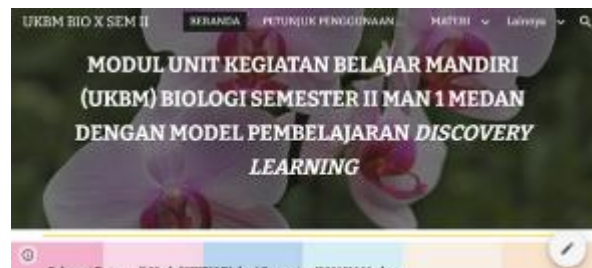 UKBM BIO X SEM II BERANDA PETUNJUK PENGGUNAAN MATERI Lainnya
MODUL UNIT KEGIATAN BELAJAR MANDIRI
(UKBM) BIOLOGI SEMESTER II MAN 1 MEDAN
DENGAN MODEL PEMBELAJARAN DISCOVERY
LEARNING